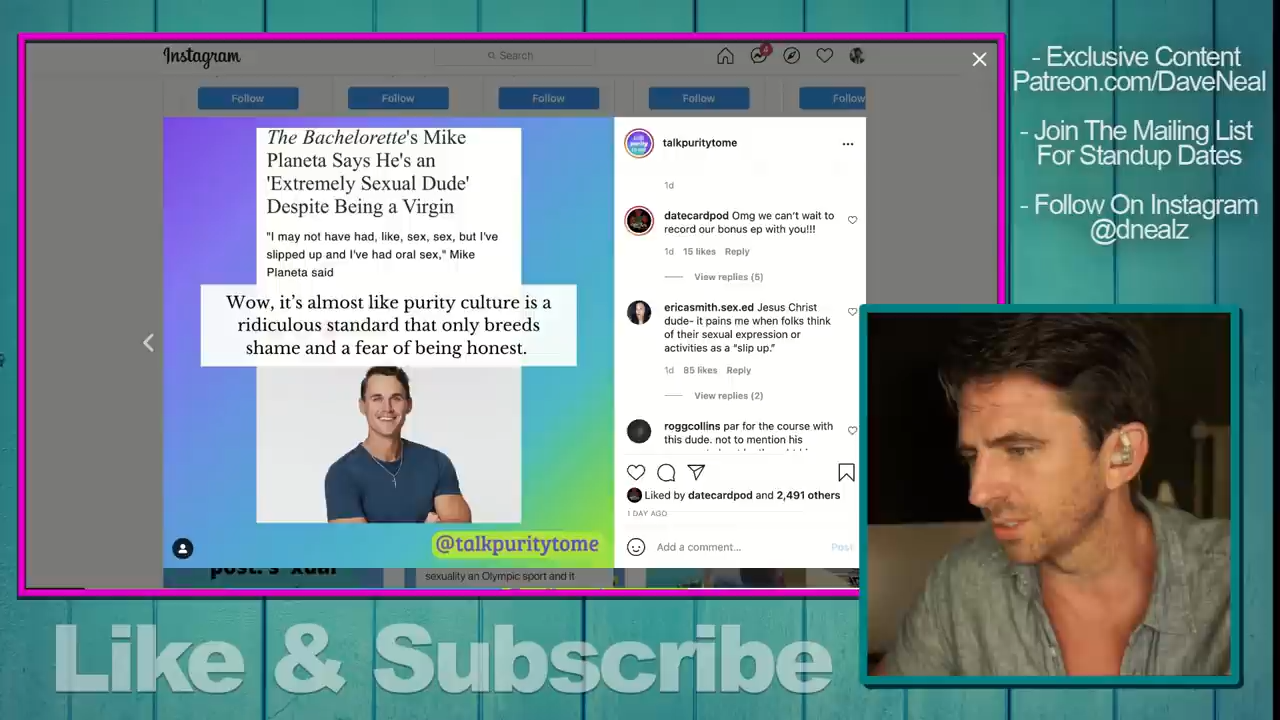 Instagram
Search
4
Follow
Follow
Follow
Follow
Follow
The Bachelorette's Mike
Planeta Says He's an
'Extremely Sexual Dude'
Despite Being a Virgin
"I may not have had, like, sex, sex, but I've
slipped up and I've had oral sex," Mike
Planeta said
Wow, it's almost like purity culture is a
ridiculous standard that only breeds
shame and a fear of being honest.
@talkpuritytome
talkpuritytome
1d
datecardpod Omg we can't wait to
record our bonus ep with you!!!
1d 15 likes Reply
View replies (5)
ericasmith.sex.ed Jesus Christ
dude- it pains me when folks think
of their sexual expression or
activities as a "slip up."
1d 85 likes Reply
View replies (2)
roggcollins par for the course with
this dude. not to mention his
Liked by datecardpod and 2,491 others
1 DAY AGO
Add a comment...
Post
sexuality an Olympic sport and it
- Exclusive Content
Patreon.com/DaveNeal
- Join The Mailing List
For Standup Dates
- Follow On Instagram
@dnealz
Like & Subscribe